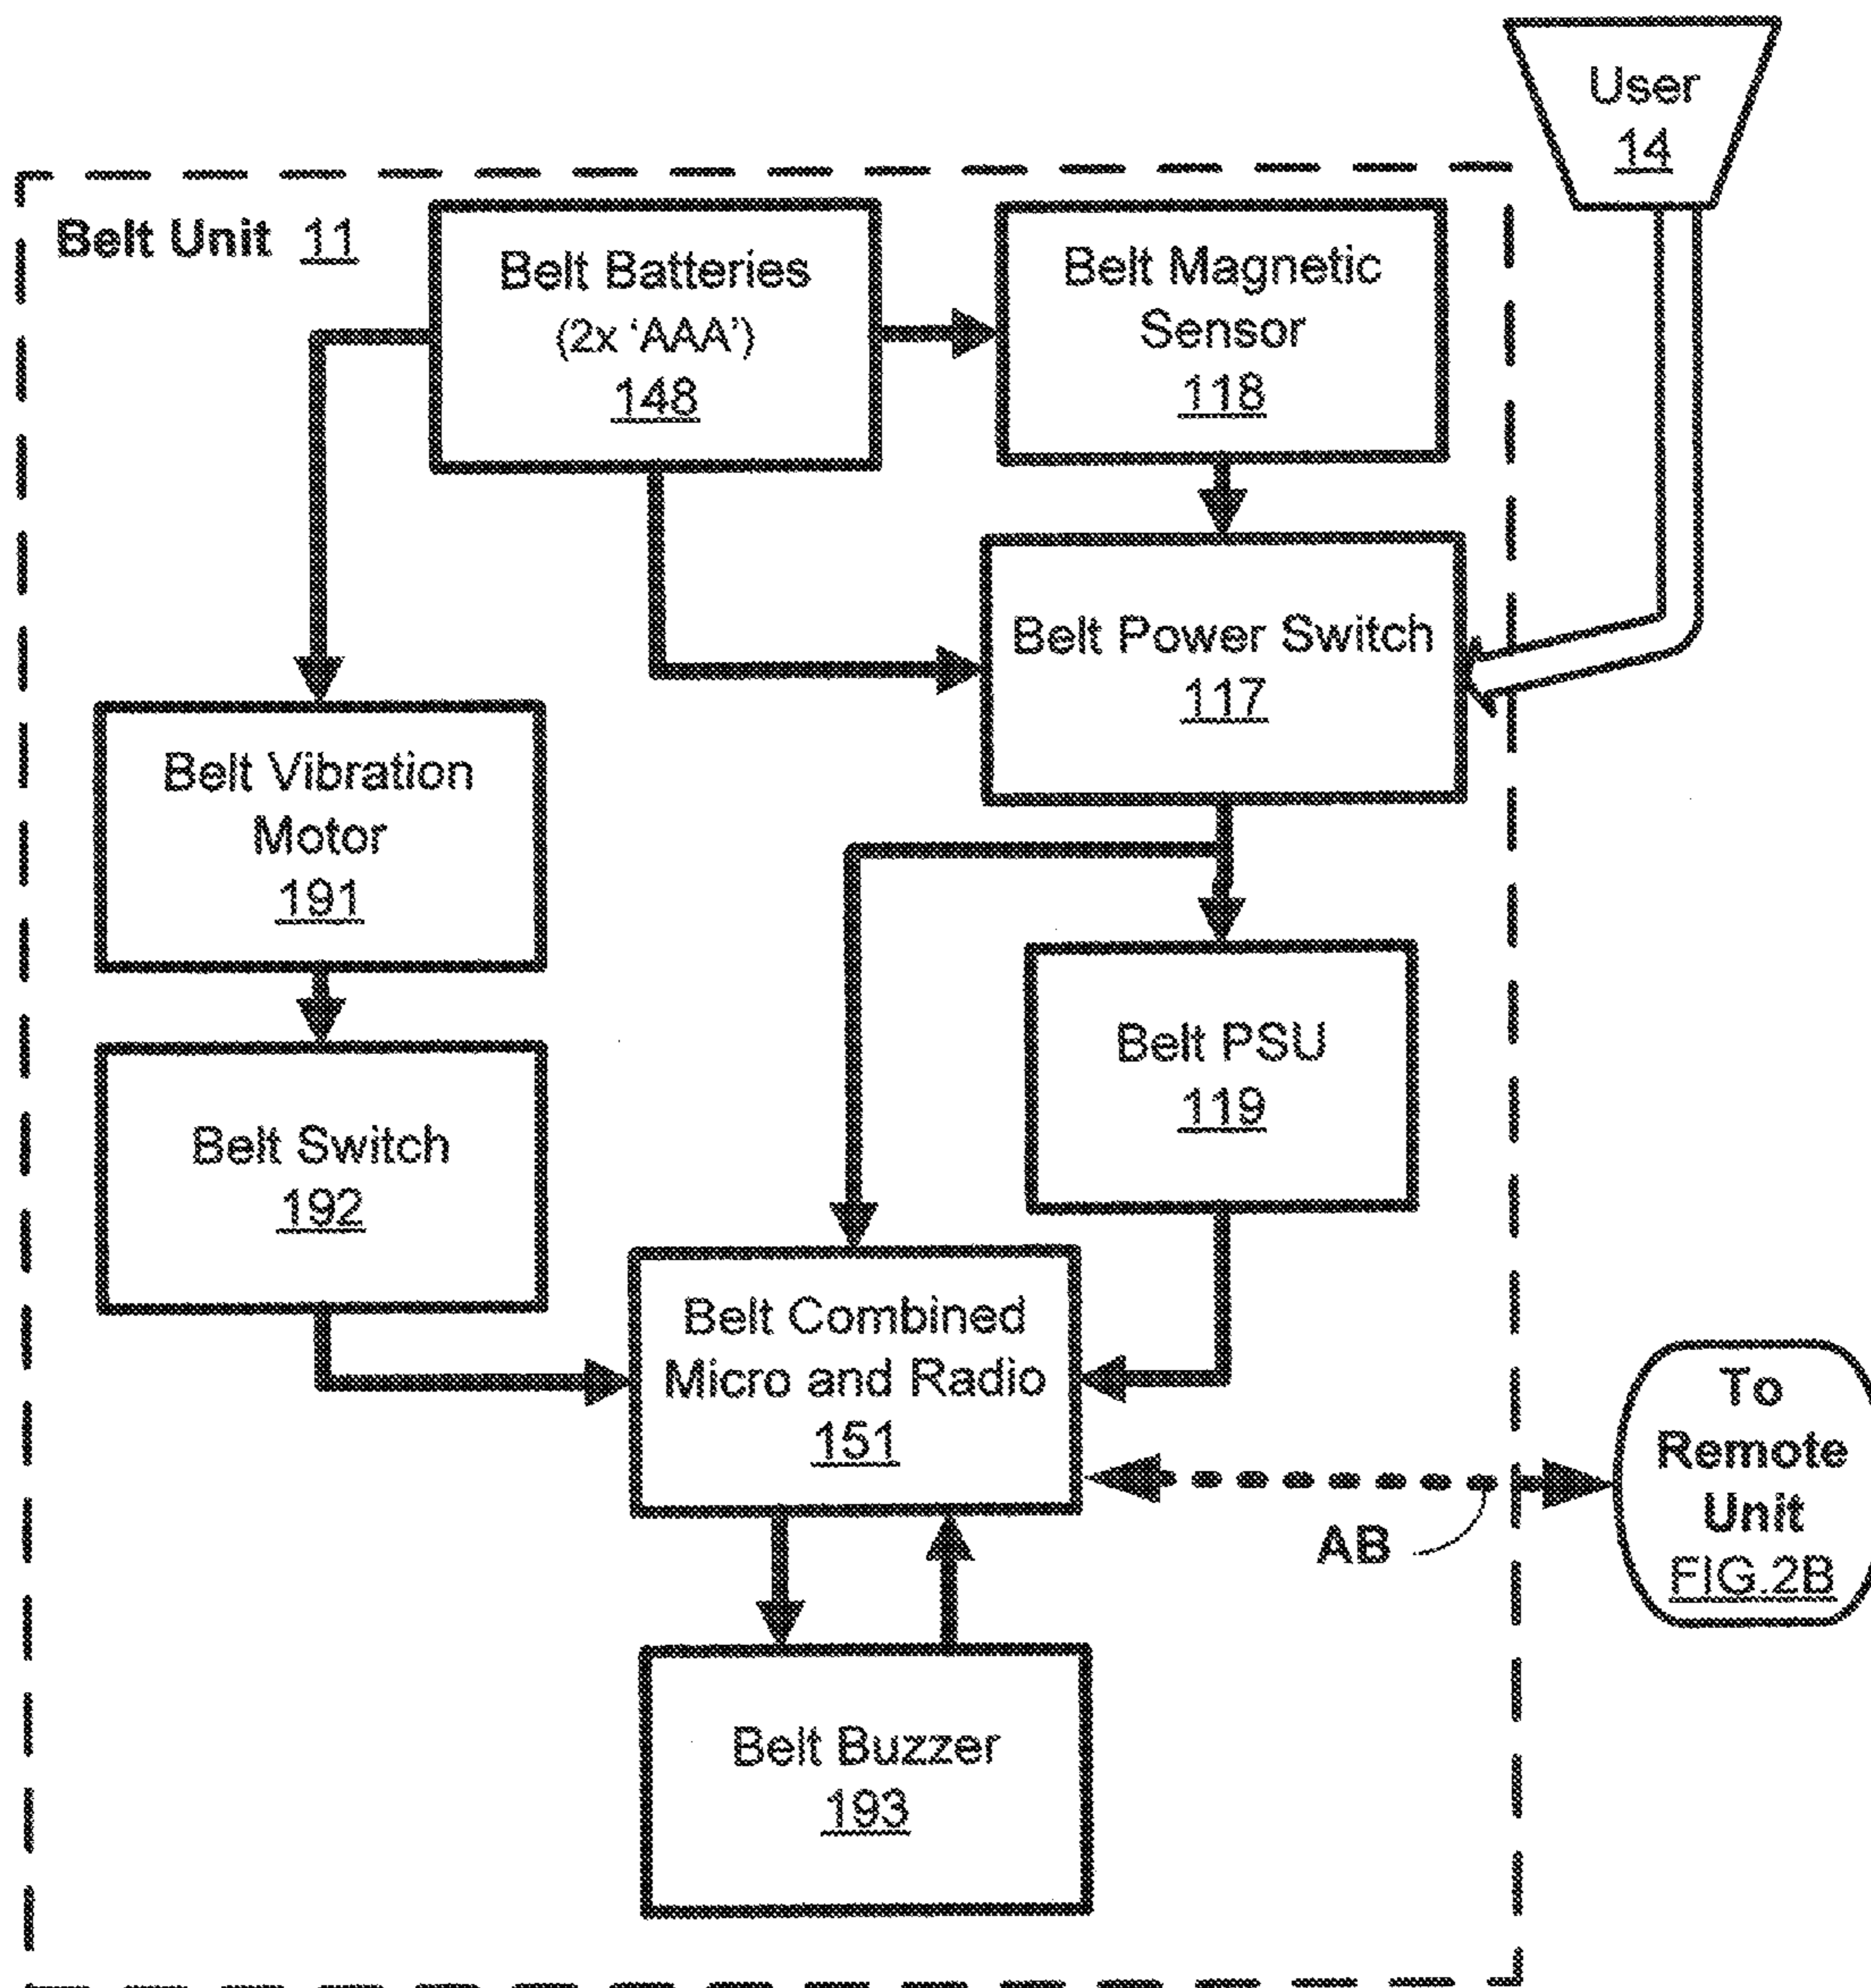 User
14
Belt Unit 11
Belt Batteries
(2x ‘AAA’)
148
Belt Magnetic
Sensor
118
Belt Power Switch
117
Belt Vibration
Motor
191
Belt PSU
119
Belt Switch
192
Belt Combined
Micro and Radio
151
To
Remote
Unit
FIG.2B
AB
Belt Buzzer
193